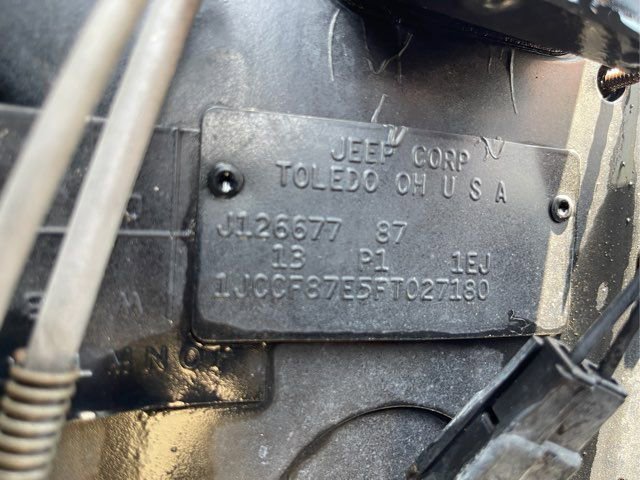 JEEP CORP
TOLEDO OH U S A
J126677 87
13 P1 1EJ
1JCCF87E5FT027180
M
M N O P